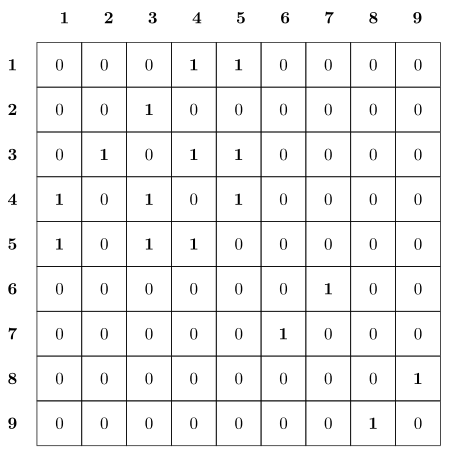 1 2 3 4 5 6 7 8 9
1 0 0 0 1 1 0 0 0 0
2 0 0 1 0 0 0 0 0 0
3 0 1 0 1 1 0 0 0 0
4 1 0 1 0 1 0 0 0 0
5 1 0 1 1 0 0 0 0 0
6 0 0 0 0 0 0 1 0 0
7 0 0 0 0 0 1 0 0 0
8 0 0 0 0 0 0 0 0 1
9 0 0 0 0 0 0 0 1 0